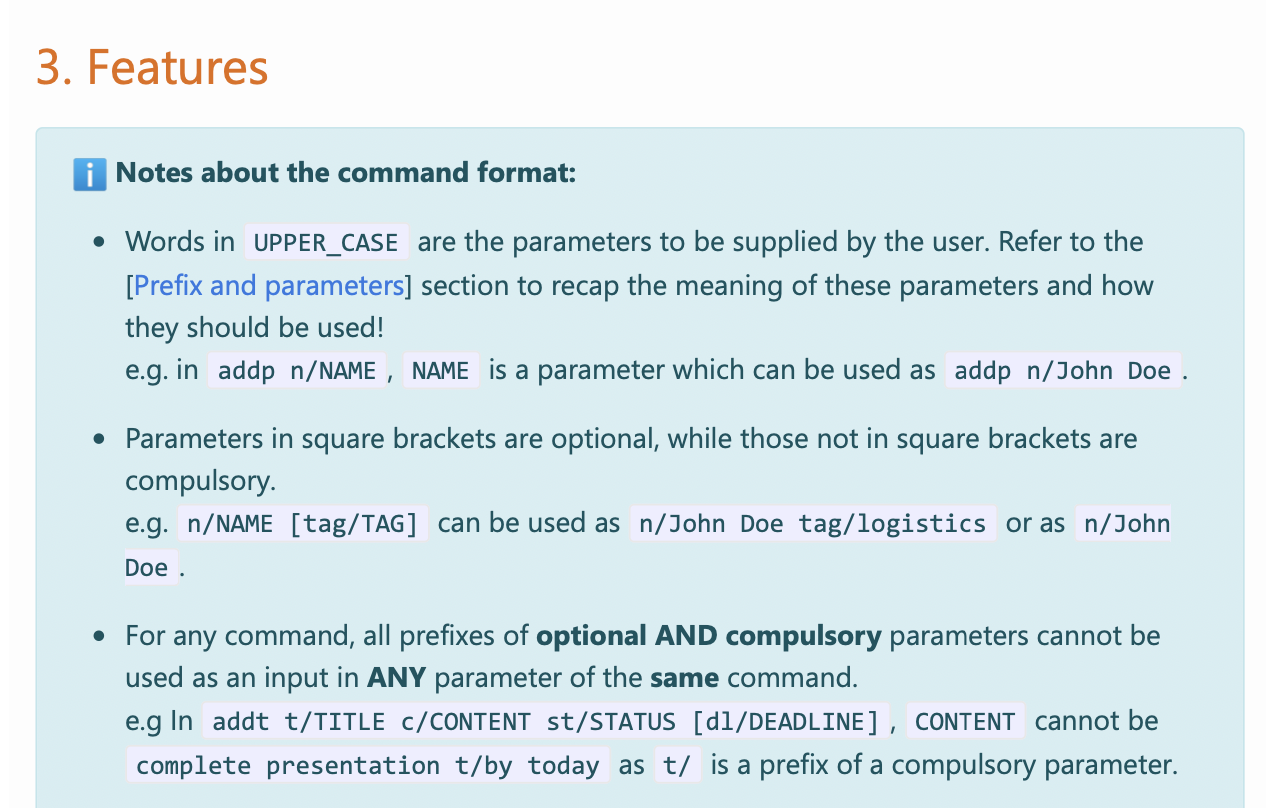 3. Features
ℹ Notes about the command format:
• Words in UPPER_CASE are the parameters to be supplied by the user. Refer to the
[Prefix and parameters] section to recap the meaning of these parameters and how
they should be used!
e.g. in addp n/NAME, NAME is a parameter which can be used as addp n/John Doe.
• Parameters in square brackets are optional, while those not in square brackets are
compulsory.
e.g. n/NAME [tag/TAG] can be used as n/John Doe tag/logistics or as n/John
Doe.
• For any command, all prefixes of optional AND compulsory parameters cannot be
used as an input in ANY parameter of the same command.
e.g In addt t/TITLE c/CONTENT st/STATUS [dl/DEADLINE], CONTENT cannot be
complete presentation t/by today as t/ is a prefix of a compulsory parameter.